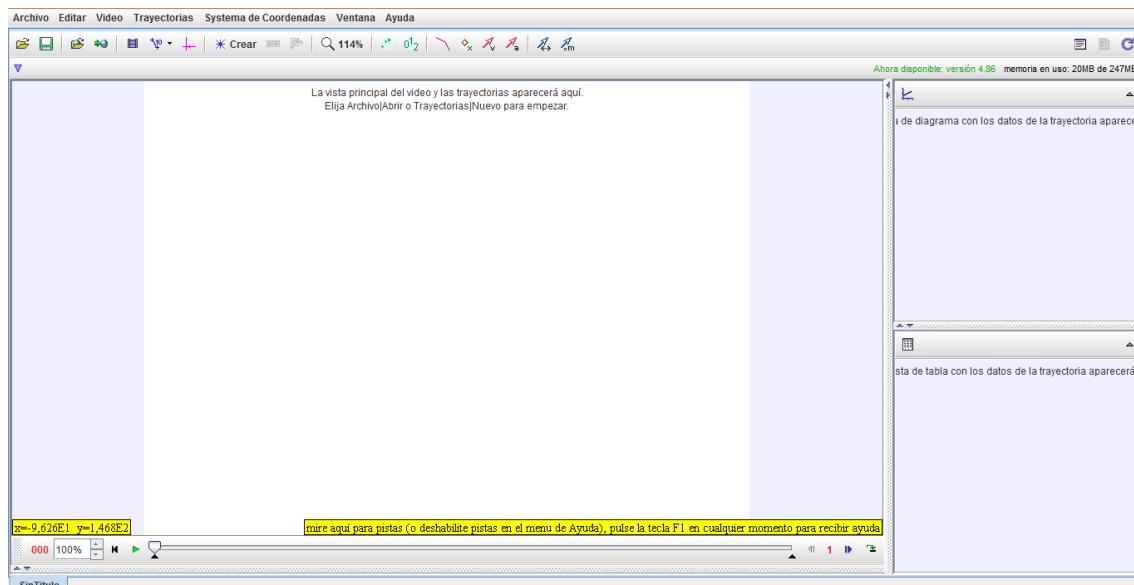 Archivo Editar Video Trayectorias Systema de Coordenadas Ventana Ayuda
Crear 114%
Ahora disponible: versión 4.86 memoria en uso: 20MB de 247MB
La vista principal del video y las trayectorias aparecerá aquí.
Elija Archivo|Abrir o Trayectorias|Nuevo para empezar.
de diagrama con los datos de la trayectoria aparece
sta de tabla con los datos de la trayectoria aparecerá
x=-9,626E1 y=1,468E2
mire aquí para pistas (o deshabilite pistas en el menu de Ayuda), pulse la tecla F1 en cualquier momento para recibir ayuda
000 100% 1
SinTitulo